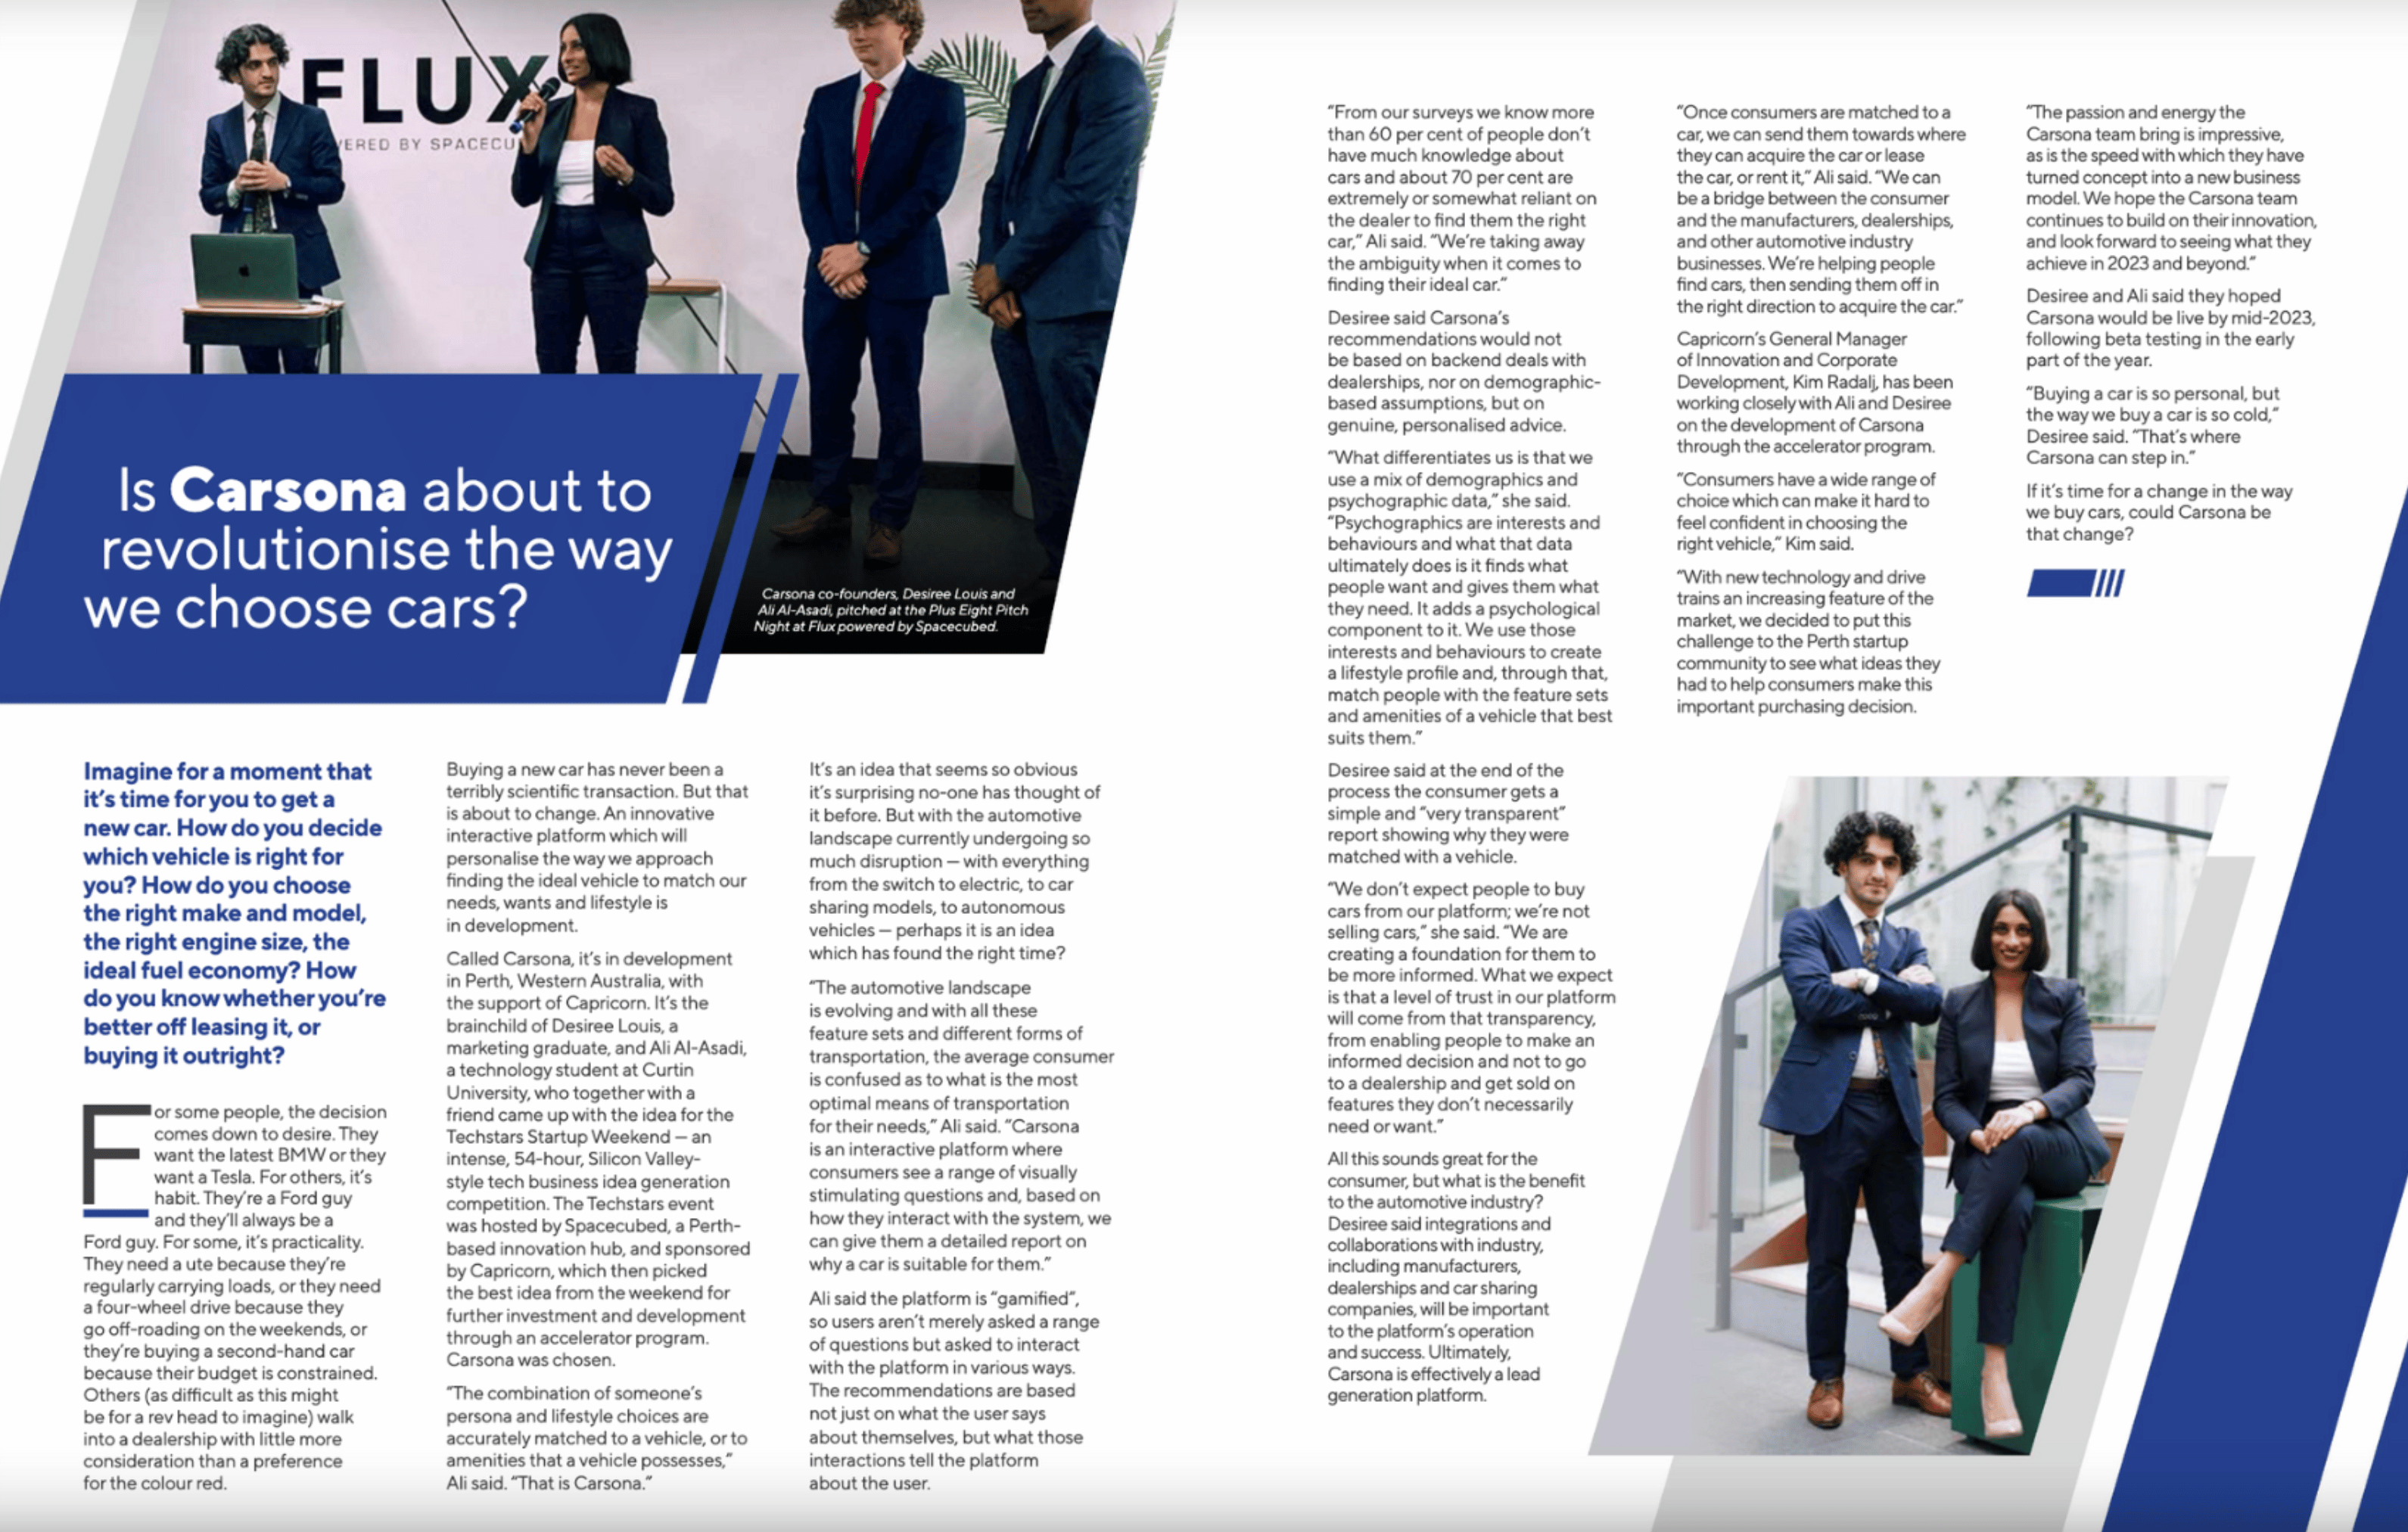 FLUX
VERED BY SPACECU
Is Carsona about to
revolutionise the way
we choose cars?
Carsona co-founders, Desiree Louis and
Ali Al-Asadi, pitched at the Plus Eight Pitch
Night at Flux powered by Spacecubed.
Imagine for a moment that
it's time for you to get a
new car. How do you decide
which vehicle is right for
you? How do you choose
the right make and model,
the right engine size, the
ideal fuel economy? How
do you know whether you're
better off leasing it, or
buying it outright?
For some people, the decision
comes down to desire. They
want the latest BMW or they
want a Tesla. For others, it's
habit. They're a Ford guy
and they'll always be a
Ford guy. For some, it's practicality.
They need a ute because they're
regularly carrying loads, or they need
a four-wheel drive because they
go off-roading on the weekends, or
they're buying a second-hand car
because their budget is constrained.
Others (as difficult as this might
be for a rev head to imagine) walk
into a dealership with little more
consideration than a preference
for the colour red.
Buying a new car has never been a
terribly scientific transaction. But that
is about to change. An innovative
interactive platform which will
personalise the way we approach
finding the ideal vehicle to match our
needs, wants and lifestyle is
in development.
Called Carsona, it's in development
in Perth, Western Australia, with
the support of Capricorn. It's the
brainchild of Desiree Louis, a
marketing graduate, and Ali Al-Asadi,
a technology student at Curtin
University, who together with a
friend came up with the idea for the
Techstars Startup Weekend – an
intense, 54-hour, Silicon Valley-
style tech business idea generation
competition. The Techstars event
was hosted by Spacecubed, a Perth-
based innovation hub, and sponsored
by Capricorn, which then picked
the best idea from the weekend for
further investment and development
through an accelerator program.
Carsona was chosen.
"The combination of someone's
persona and lifestyle choices are
accurately matched to a vehicle, or to
amenities that a vehicle possesses,"
Ali said. "That is Carsona."
It's an idea that seems so obvious
it's surprising no-one has thought of
it before. But with the automotive
landscape currently undergoing so
much disruption – with everything
from the switch to electric, to car
sharing models, to autonomous
vehicles – perhaps it is an idea
which has found the right time?
"The automotive landscape
is evolving and with all these
feature sets and different forms of
transportation, the average consumer
is confused as to what is the most
optimal means of transportation
for their needs," Ali said. "Carsona
is an interactive platform where
consumers see a range of visually
stimulating questions and, based on
how they interact with the system, we
can give them a detailed report on
why a car is suitable for them."
Ali said the platform is "gamified",
so users aren't merely asked a range
of questions but asked to interact
with the platform in various ways.
The recommendations are based
not just on what the user says
about themselves, but what those
interactions tell the platform
about the user.
"From our surveys we know more
than 60 per cent of people don't
have much knowledge about
cars and about 70 per cent are
extremely or somewhat reliant on
the dealer to find them the right
car," Ali said. "We're taking away
the ambiguity when it comes to
finding their ideal car."
Desiree said Carsona's
recommendations would not
be based on backend deals with
dealerships, nor on demographic-
based assumptions, but on
genuine, personalised advice.
"What differentiates us is that we
use a mix of demographics and
psychographic data," she said.
"Psychographics are interests and
behaviours and what that data
ultimately does is it finds what
people want and gives them what
they need. It adds a psychological
component to it. We use those
interests and behaviours to create
a lifestyle profile and, through that,
match people with the feature sets
and amenities of a vehicle that best
suits them."
Desiree said at the end of the
process the consumer gets a
simple and "very transparent"
report showing why they were
matched with a vehicle.
"We don't expect people to buy
cars from our platform; we're not
selling cars," she said. "We are
creating a foundation for them to
be more informed. What we expect
is that a level of trust in our platform
will come from that transparency,
from enabling people to make an
informed decision and not to go
to a dealership and get sold on
features they don't necessarily
need or want."
All this sounds great for the
consumer, but what is the benefit
to the automotive industry?
Desiree said integrations and
collaborations with industry,
including manufacturers,
dealerships and car sharing
companies, will be important
to the platform's operation
and success. Ultimately,
Carsona is effectively a lead
generation platform.
"Once consumers are matched to a
car, we can send them towards where
they can acquire the car or lease
the car, or rent it," Ali said. "We can
be a bridge between the consumer
and the manufacturers, dealerships,
and other automotive industry
businesses. We're helping people
find cars, then sending them off in
the right direction to acquire the car."
Capricorn's General Manager
of Innovation and Corporate
Development, Kim Radalj, has been
working closely with Ali and Desiree
on the development of Carsona
through the accelerator program.
"Consumers have a wide range of
choice which can make it hard to
feel confident in choosing the
right vehicle," Kim said.
"With new technology and drive
trains an increasing feature of the
market, we decided to put this
challenge to the Perth startup
community to see what ideas they
had to help consumers make this
important purchasing decision.
"The passion and energy the
Carsona team bring is impressive,
as is the speed with which they have
turned concept into a new business
model. We hope the Carsona team
continues to build on their innovation,
and look forward to seeing what they
achieve in 2023 and beyond."
Desiree and Ali said they hoped
Carsona would be live by mid-2023,
following beta testing in the early
part of the year.
"Buying a car is so personal, but
the way we buy a car is so cold,"
Desiree said. "That's where
Carsona can step in."
If it's time for a change in the way
we buy cars, could Carsona be
that change?